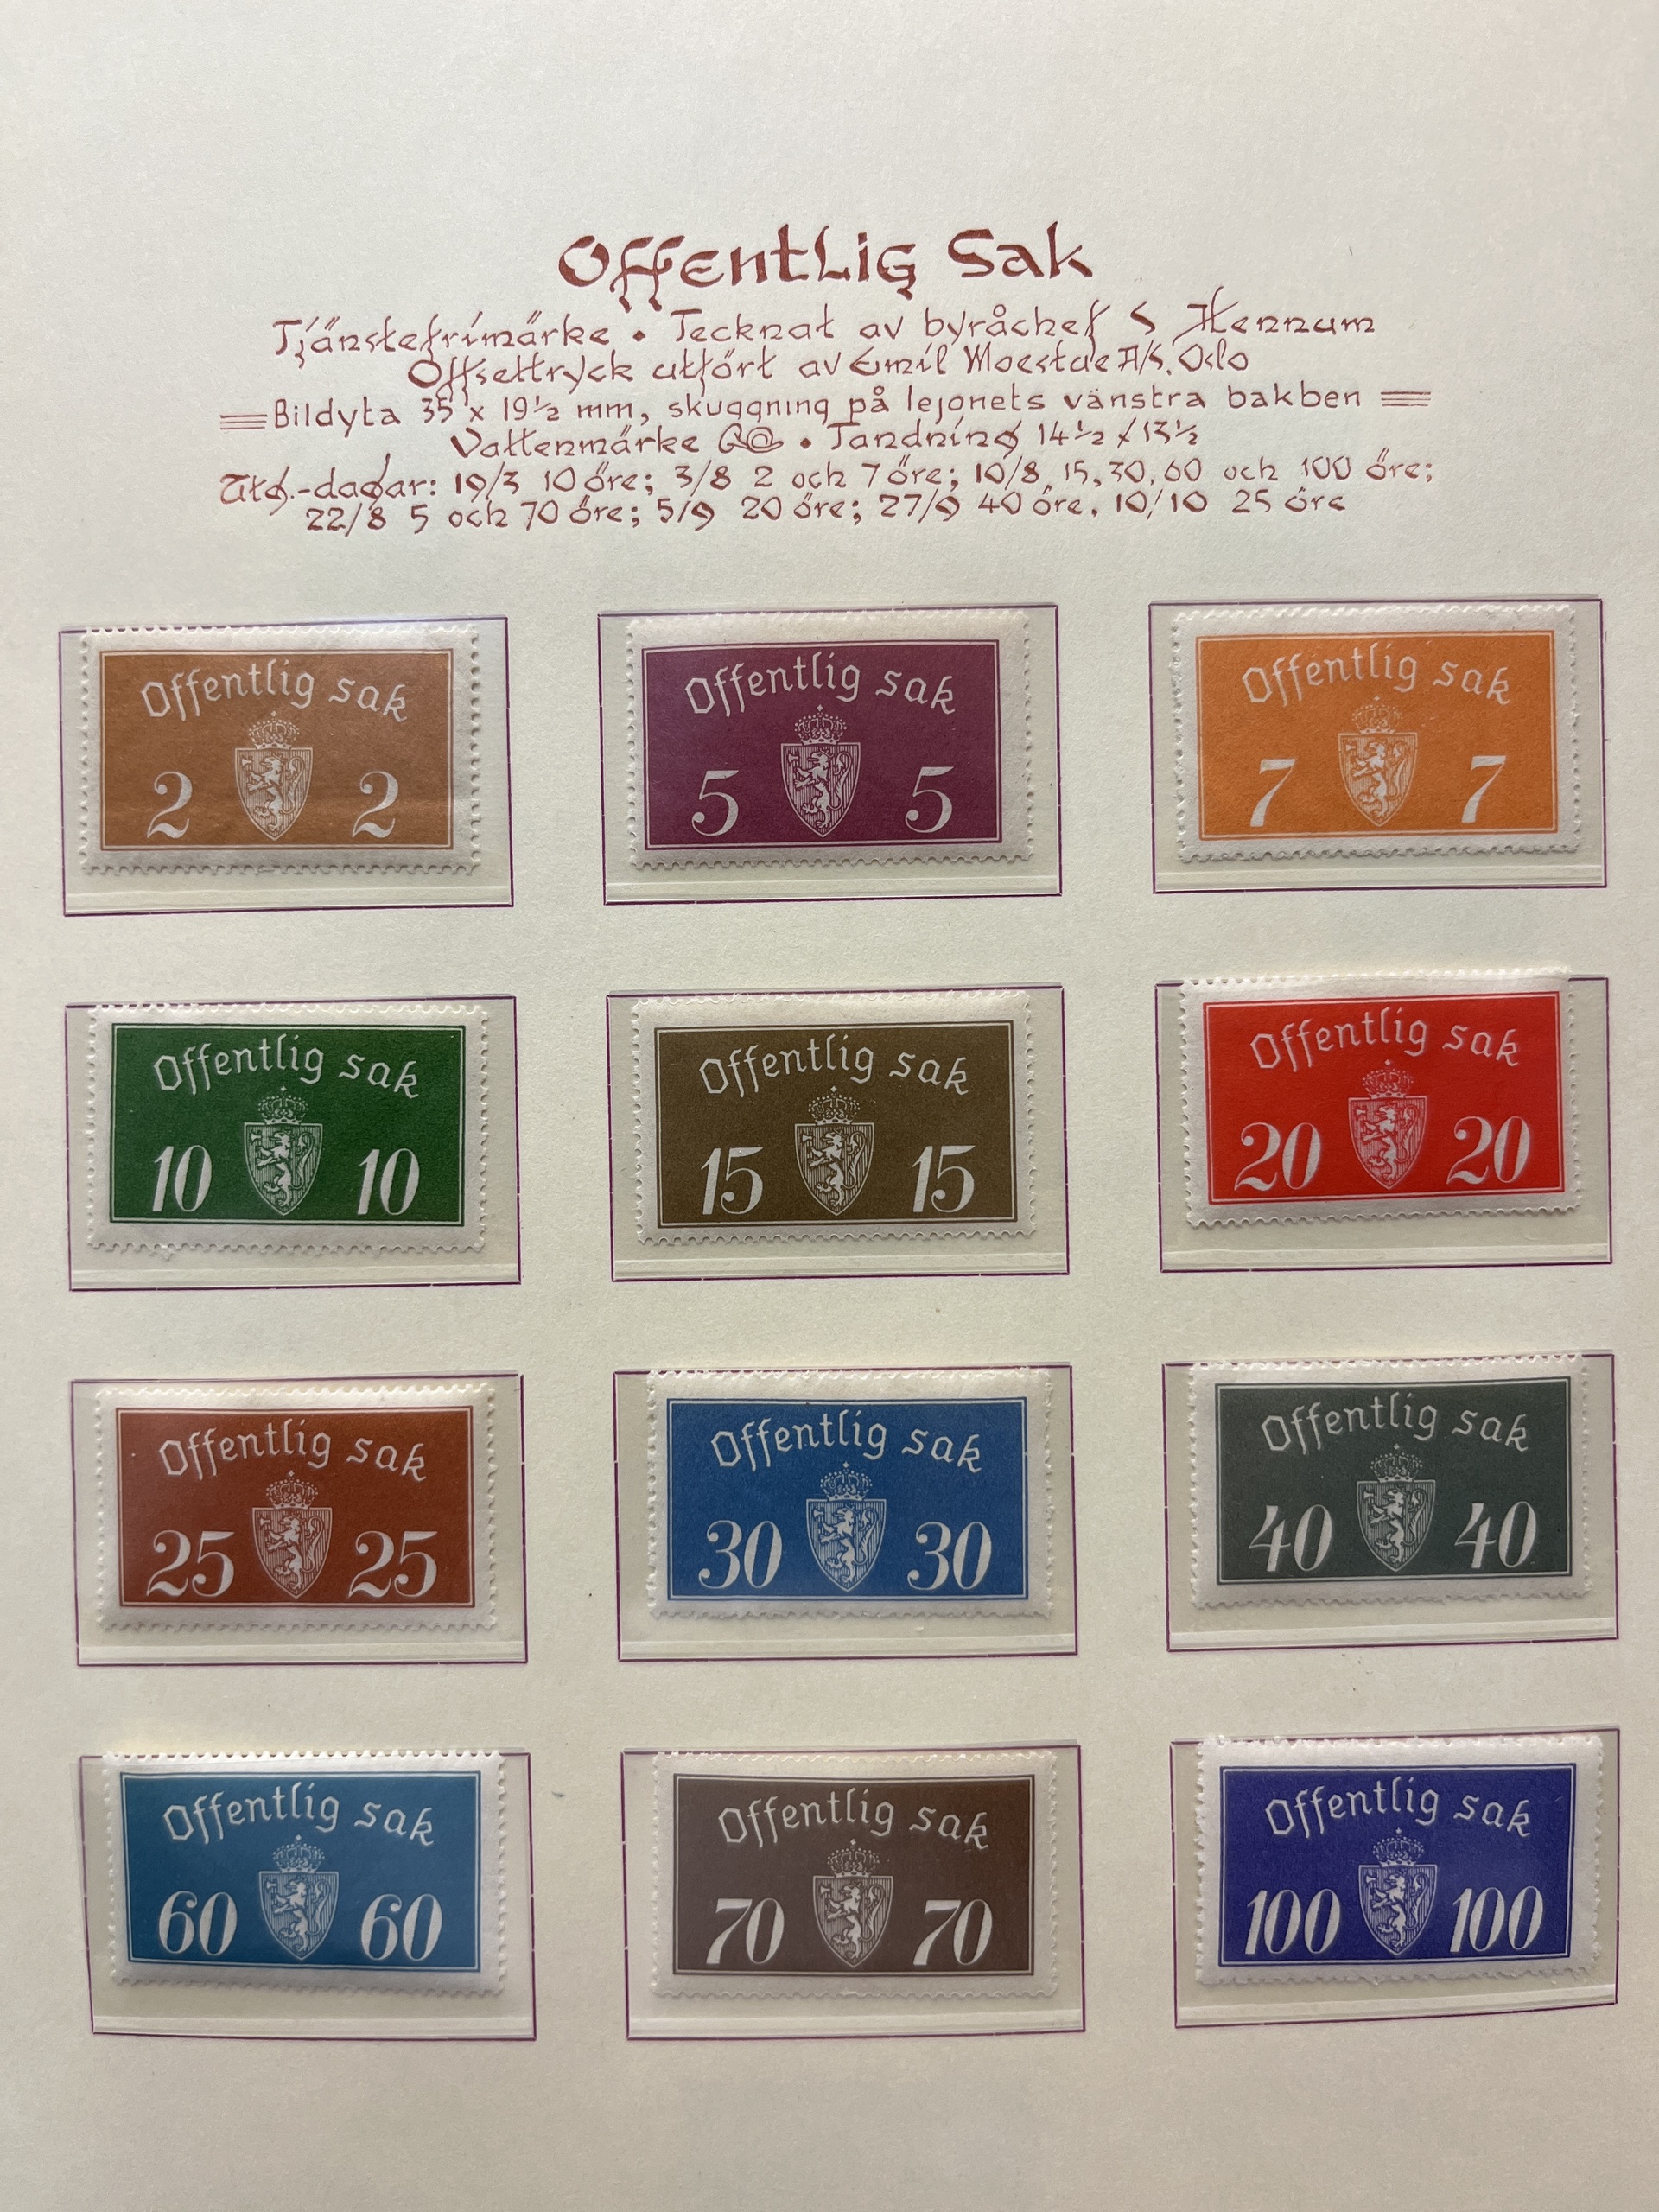 Offentlig Sak
Tjänstefrimärke • Tecknat av byråchef S Hennum
Offsettryck utfört av Emil Moestue A/S, Oslo
Bildyta 35 x 19½ mm, skuggning på lejonets vänstra bakben
Vattenmärke • Tandning 14½ x 13½
Utg.-dagar: 19/3 10 öre; 3/8 2 och 7 öre; 10/8, 15, 30, 60 och 100 öre;
22/8 5 och 70 öre; 5/9 20 öre; 27/9 40 öre, 10/10 25 öre
Offentlig sak
2 2
Offentlig sak
5 5
Offentlig sak
7 7
Offentlig sak
10 10
Offentlig sak
15 15
Offentlig sak
20 20
Offentlig sak
25 25
Offentlig sak
30 30
Offentlig sak
40 40
Offentlig sak
60 60
Offentlig sak
70 70
Offentlig sak
100 100